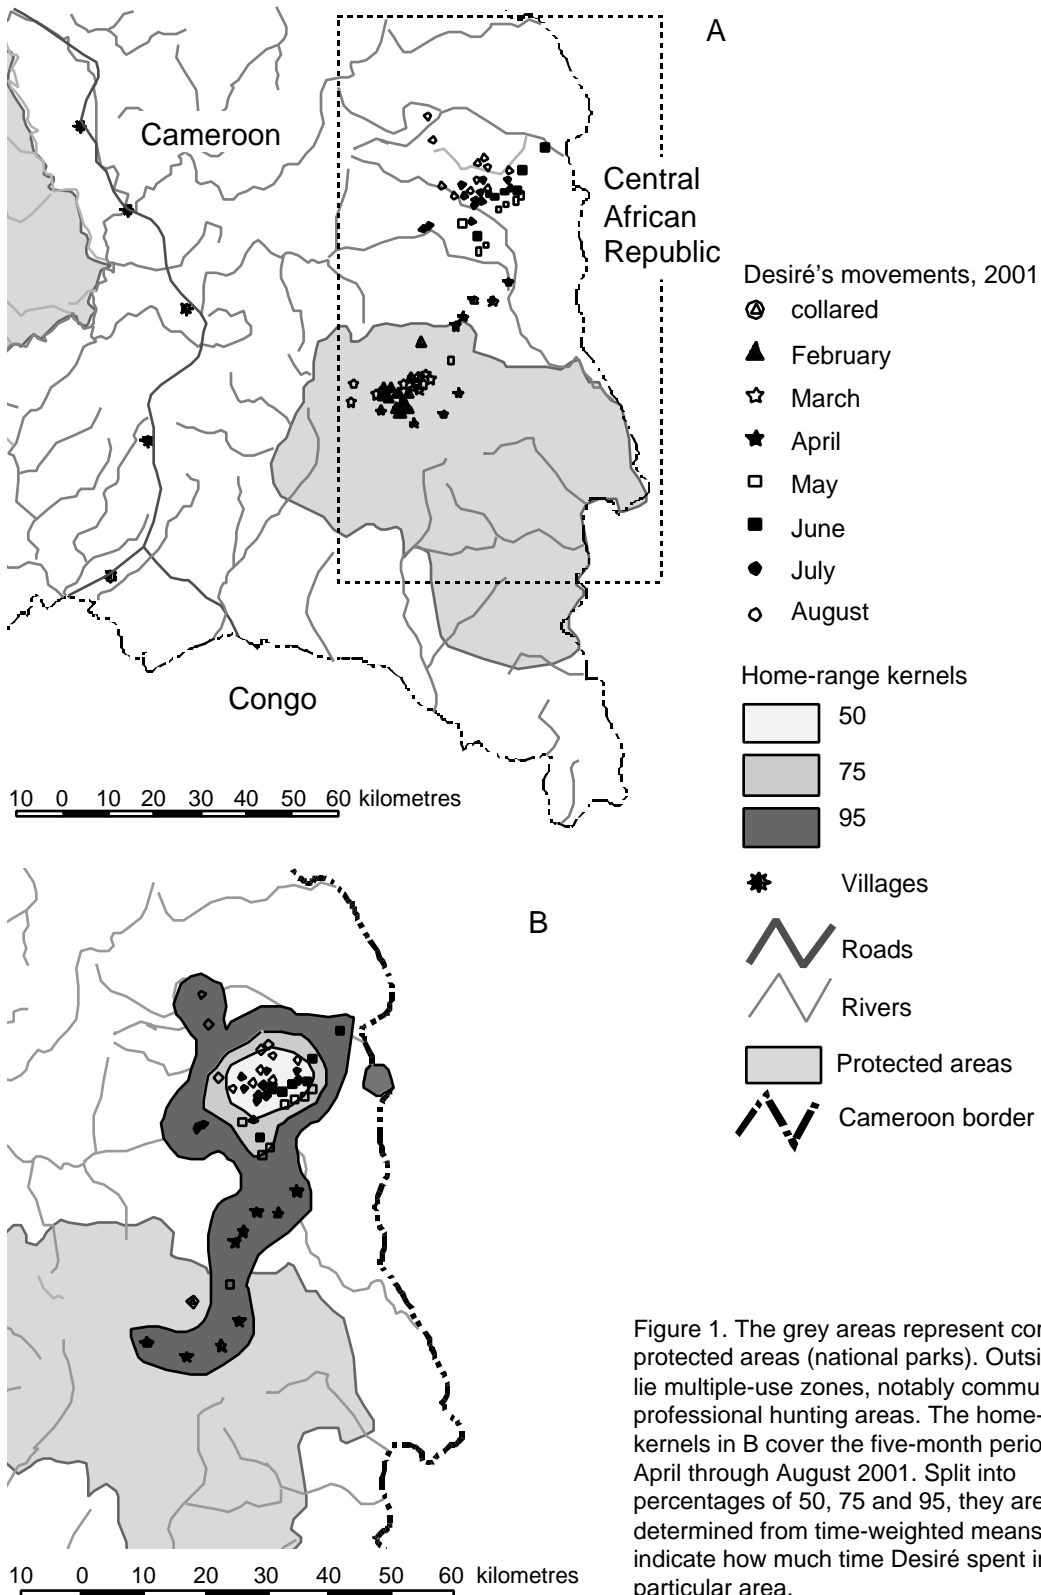 A
Cameroon
Central
African
Republic
Congo
10 0 10 20 30 40 50 60 kilometres
Desiré's movements, 2001
collared
February
March
April
May
June
July
August
Home-range kernels
50
75
95
Villages
Roads
Rivers
Protected areas
Cameroon border
B
10 0 10 20 30 40 50 60 kilometres
Figure 1. The grey areas represent
protected areas (national parks).
lie multiple-use zones, notably
professional hunting areas. The home-
kernels in B cover the five-month
April through August 2001. Split into
percentages of 50, 75 and 95, they are
determined from time-weighted means
indicate how much time Desiré spent
particular area.